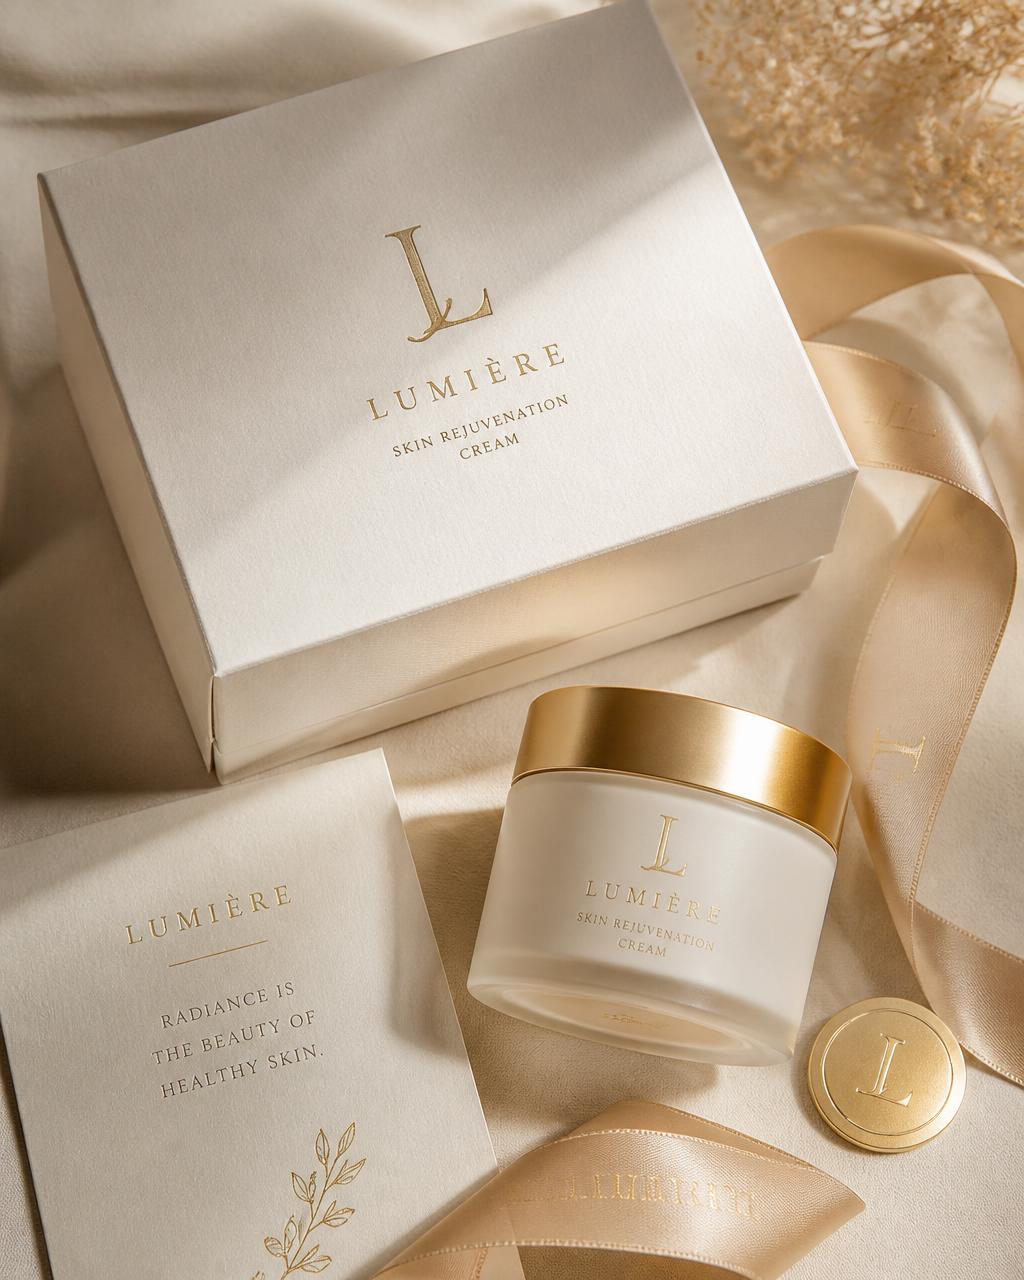 L
LUMIÈRE
SKIN REJUVENATION
CREAM
L
LUMIÈRE
SKIN REJUVENATION
CREAM
LUMIÈRE
RADIANCE IS
THE BEAUTY OF
HEALTHY SKIN.
L
L